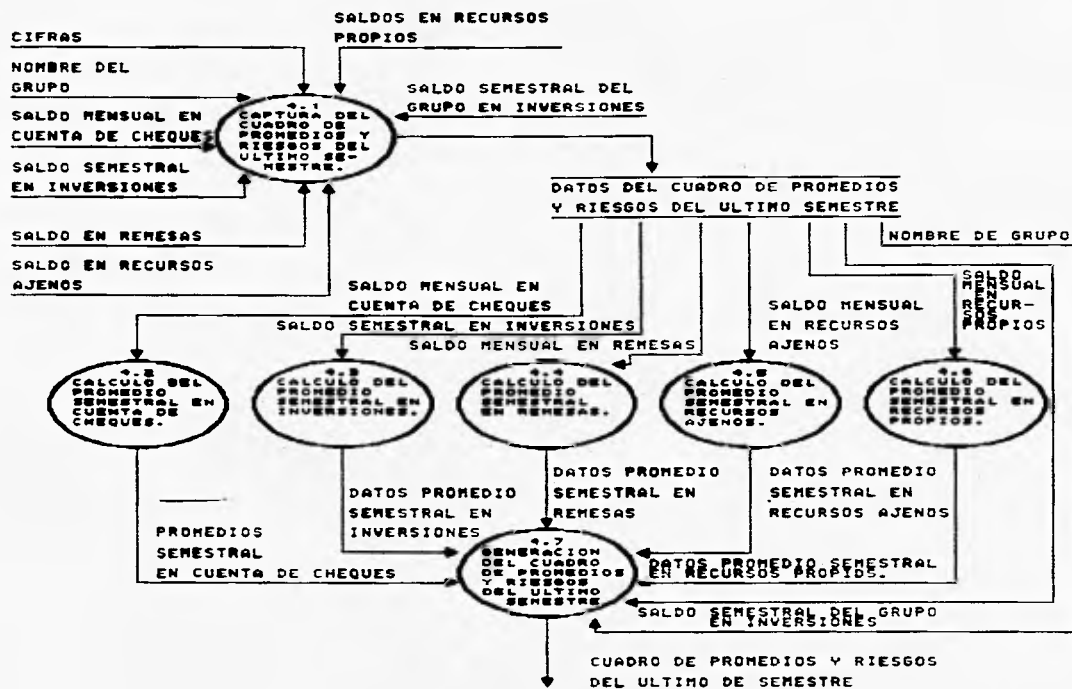 SALDOS EN RECURSOS
PROPIOS
CIFRAS
NOMBRE DEL
GRUPO
SALDO MENSUAL EN
CUENTA DE CHEQUES
SALDO SEMESTRAL
EN INVERSIONES
SALDO EN REMESAS
SALDO EN RECURSOS
AJENOS
SALDO SEMESTRAL DEL
GRUPO EN INVERSIONES
4.1
CAPTURA DEL
CUADRO DE
PROMEDIOS Y
RIESGOS DEL
ULTIMO SE-
MESTRE.
DATOS DEL CUADRO DE PROMEDIOS
Y RIESGOS DEL ULTIMO SEMESTRE
NOMBRE DE GRUPO
SALDO MENSUAL EN
CUENTA DE CHEQUES
SALDO SEMESTRAL EN INVERSIONES
SALDO MENSUAL EN REMESAS
SALDO MENSUAL
EN RECURSOS
AJENOS
SALDO
MENSUAL
RECUR-
PROPIOS
4.2
CALCULO DEL
PROMEDIO
SEMESTRAL EN
CUENTA DE
CHEQUES.
4.3
CALCULO DEL
PROMEDIO
SEMESTRAL EN
INVERSIONES.
4.4
CALCULO DEL
PROMEDIO
SEMESTRAL
EN REMESAS.
4.5
CALCULO DEL
PROMEDIO
SEMESTRAL EN
RECURSOS
AJENOS.
4.6
CALCULO DEL
PROMEDIO
SEMESTRAL EN
RECURSOS
PROPIOS.
PROMEDIOS
SEMESTRAL
EN CUENTA DE CHEQUES
DATOS PROMEDIO
SEMESTRAL EN
INVERSIONES
DATOS PROMEDIO
SEMESTRAL EN
REMESAS
DATOS PROMEDIO
SEMESTRAL EN
RECURSOS AJENOS
DATOS PROMEDIO SEMESTRAL
EN RECURSOS PROPIOS.
4.7
GENERACION
DEL CUADRO
DE PROMEDIOS
Y RIESGOS
DEL ULTIMO
SEMESTRE
SALDO SEMESTRAL DEL GRUPO
EN INVERSIONES
CUADRO DE PROMEDIOS Y RIESGOS
DEL ULTIMO DE SEMESTRE